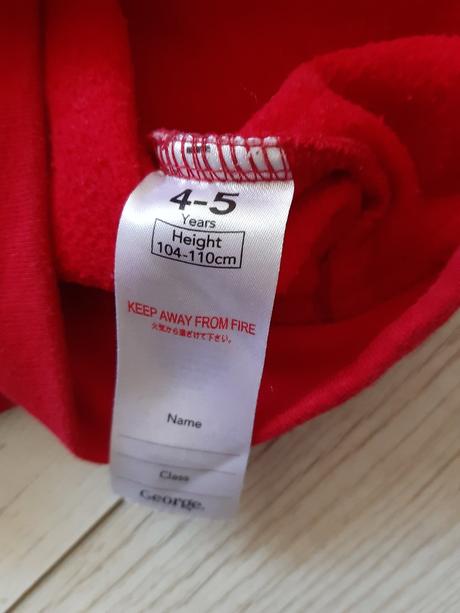 4-5
Years
Height
104-110cm
KEEP AWAY FROM FIRE
火気から遠ざけて下さい。
Name
Class
George.